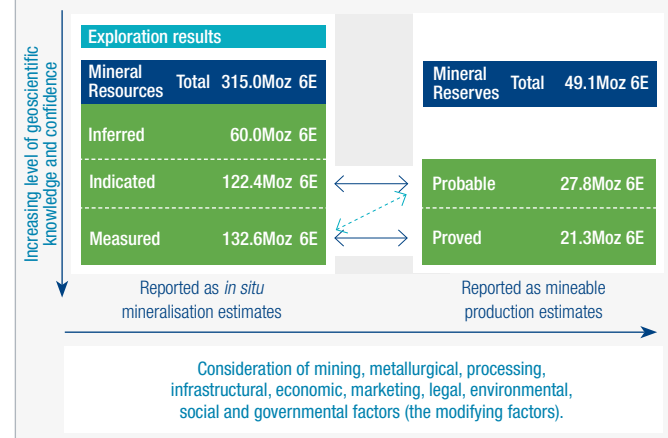 Increasing level of geoscientific
knowledge and confidence
Exploration results
Mineral
Resources Total 315.0Moz 6E
Inferred 60.0Moz 6E
Indicated 122.4Moz 6E
Measured 132.6Moz 6E
Reported as in situ
mineralisation estimates
Mineral
Reserves Total 49.1Moz 6E
Probable 27.8Moz 6E
Proved 21.3Moz 6E
Reported as mineable
production estimates
Consideration of mining, metallurgical, processing,
infrastructural, economic, marketing, legal, environmental,
social and governmental factors (the modifying factors).